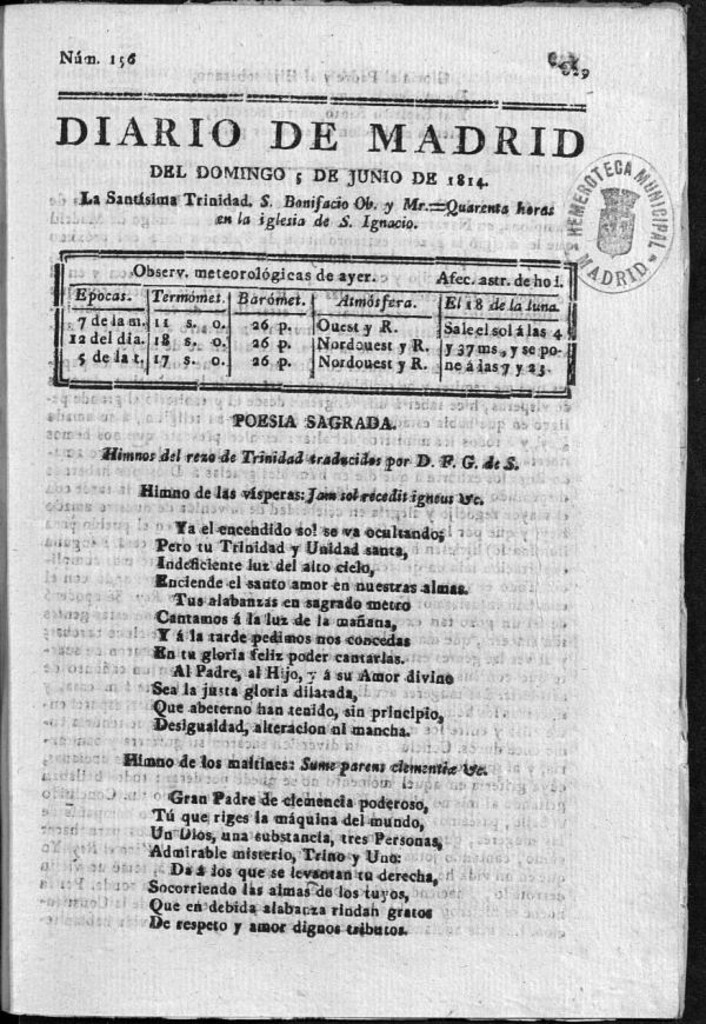 Núm. 156
DIARIO DE MADRID
DEL DOMINGO 5 DE JUNIO DE 1814.
La Santísima Trinidad. S. Bonifacio Ob. y Mr.=Quarenta horas
en la iglesia de S. Ignacio.
HEMEROTECA MUNICIPAL
MADRID
Observ. meteorológicas de ayer. Afec. astr. de hoi.
Epocas. Termómet. Barómet. Atmósfera. El 18 de la luna.
7 de la m. 11 s. o. 26 p. Ouest y R. Sale el sol á las 4
12 del dia. 18 s. o. 26 p. Nordouest y R. y 37 ms., y se po-
5 de la t. 17 s. o. 26 p. Nordouest y R. ne á las 7 y 23.
POESIA SAGRADA.
Himnos del rezo de Trinidad traducidos por D. F. G. de S.
Himno de las vísperas: Jam sol recedit igneus &c.
Ya el encendido sol se va ocultando;
Pero tu Trinidad y Unidad santa,
Indeficiente luz del alto cielo,
Enciende el santo amor en nuestras almas.
Tus alabanzas en sagrado metro
Cantamos á la luz de la mañana,
Y á la tarde pedimos nos concedas
En tu gloria feliz poder cantarlas.
Al Padre, al Hijo, y á su Amor divino
Sea la justa gloria dilatada,
Que abeterno han tenido, sin principio,
Desigualdad, alteracion ni mancha.
Himno de los maitines: Sume parens clementiæ &c.
Gran Padre de clemencia poderoso,
Tú que riges la máquina del mundo,
Un Dios, una substancia, tres Personas,
Admirable misterio, Trino y Uno:
Da á los que se levantan tu derecha,
Socorriendo las almas de los tuyos,
Que en debida alabanza rindan gratos
De respeto y amor dignos tributos.